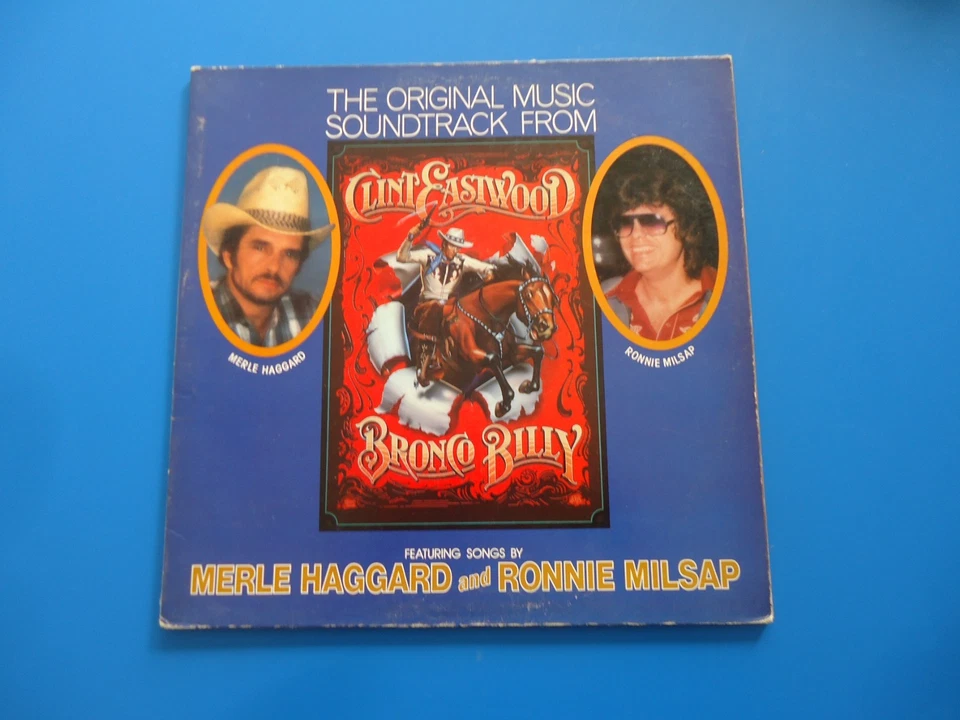 THE ORIGINAL MUSIC
SOUNDTRACK FROM
CLINT EASTWOOD
MERLE HAGGARD
RONNIE MILSAP
BRONCO BILLY
FEATURING SONGS BY
MERLE HAGGARD and RONNIE MILSAP